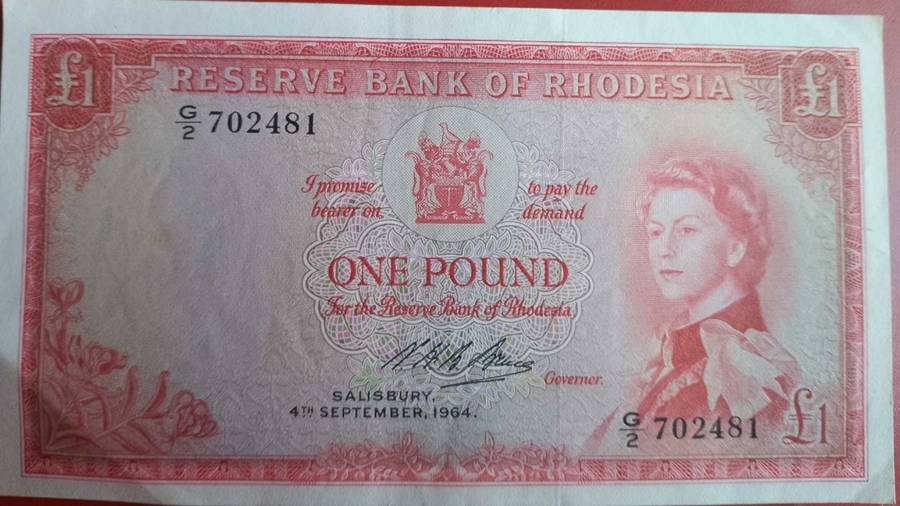 £1 RESERVE BANK OF RHODESIA £1
G/2 702481
I promise to pay the
bearer on demand
ONE POUND
For the Reserve Bank of Rhodesia
Governor.
SALISBURY,
4TH SEPTEMBER, 1964.
G/2 702481 £1